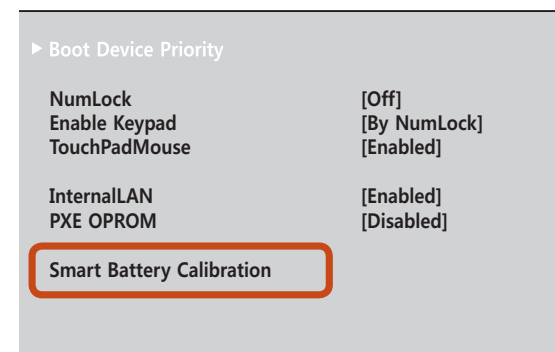 Boot Device Priority
NumLock [Off]
Enable Keypad [By NumLock]
TouchPadMouse [Enabled]
InternalLAN [Enabled]
PXE OPROM [Disabled]
Smart Battery Calibration